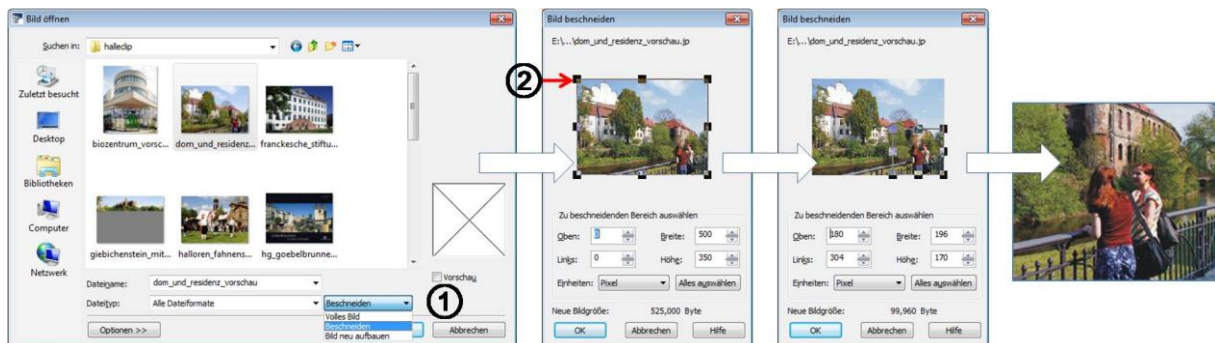 Bild öffnen
Suchen in: halleclip
Zuletzt besucht
Desktop
Bibliotheken
Computer
Netzwerk
biozentrum_vorsc... dom_und_residenz... franckesche_stiftu...
giebichenstein_mit... halloren_fahnens... hg_goebelbrunne...
Vorschau
Dateiname: dom_und_residenz_vorschau
Dateityp: Alle Dateiformate Beschneiden
1
Volles Bild
Beschneiden
Bild neu aufbauen
Optionen >> Abbrechen
Bild beschneiden
E:\...\dom_und_residenz_vorschau.jp
2
Zu beschneidenden Bereich auswählen
Oben: 0 Breite: 500
Links: 0 Höhe: 350
Einheiten: Pixel Alles auswählen
Neue Bildgröße: 525,000 Byte
OK Abbrechen Hilfe
Bild beschneiden
E:\...\dom_und_residenz_vorschau.jp
Zu beschneidenden Bereich auswählen
Oben: 180 Breite: 196
Links: 304 Höhe: 170
Einheiten: Pixel Alles auswählen
Neue Bildgröße: 99,960 Byte
OK Abbrechen Hilfe